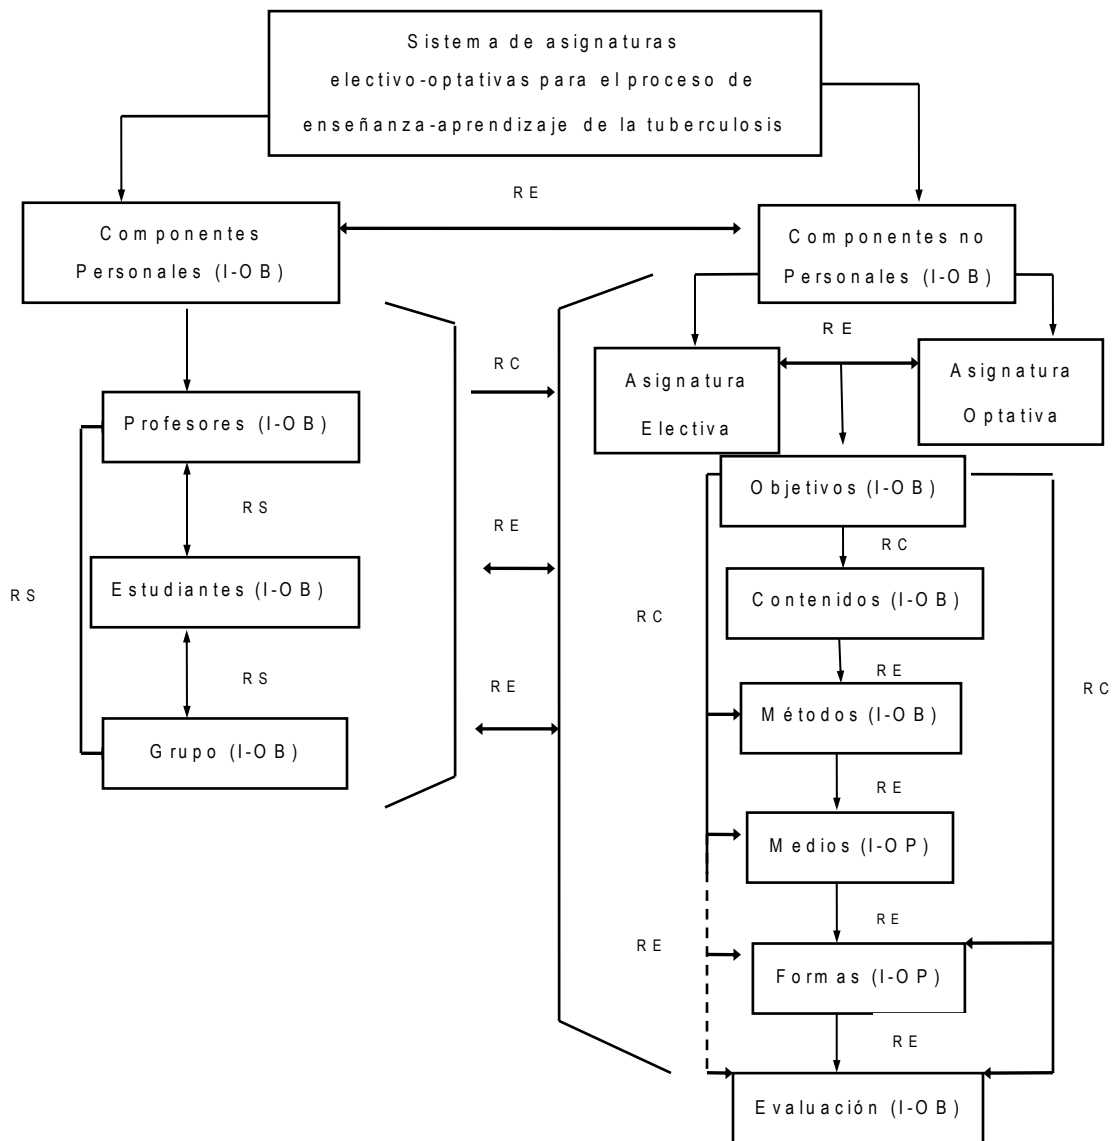 Sistema de asignaturas
electivo-optativas para el proceso de
enseñanza-aprendizaje de la tuberculosis
RE
Componentes
Personales (I-OB)
Componentes no
Personales (I-OB)
RE
RC
Asignatura
Electiva
Asignatura
Optativa
Profesores (I-OB)
Objetivos (I-OB)
RS
RE
RC
Estudiantes (I-OB)
Contenidos (I-OB)
RS
RC
RS
RE
RE
RC
Grupo (I-OB)
Métodos (I-OB)
RE
Medios (I-OP)
RE
RE
Formas (I-OP)
RE
Evaluación (I-OB)